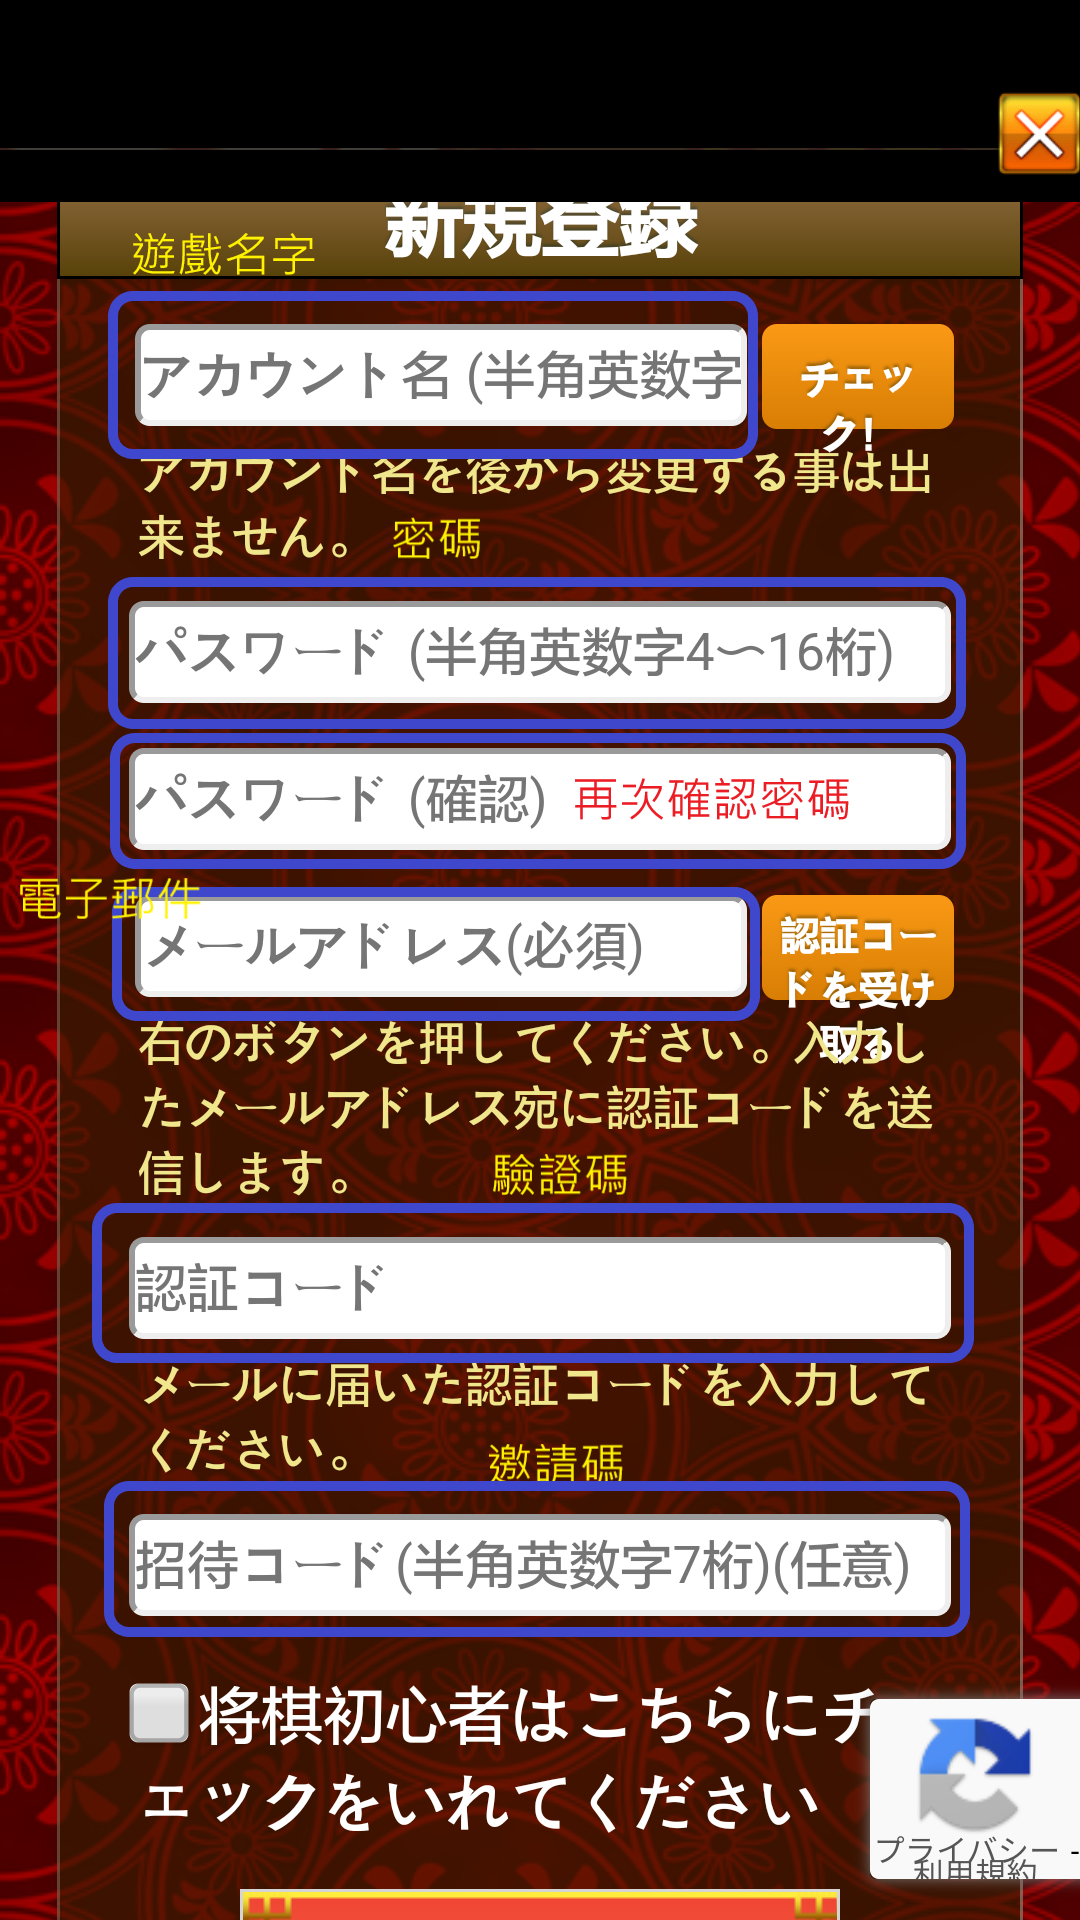 新規登録
遊戲名字
アカウント名 (半角英数字
チェッ
ク!
アカウント名を後から変更する事は出
来ません。
密碼
パスワード (半角英数字4〜16桁)
パスワード (確認)
再次確認密碼
電子郵件
メールアドレス(必須)
認証コー
ドを受け
取る
右のボタンを押してください。入力し
たメールアドレス宛に認証コードを送
信します。
驗證碼
認証コード
メールに届いた認証コードを入力して
ください。
邀請碼
招待コード(半角英数字7桁)(任意)
将棋初心者はこちらにチ
ェックをいれてください
プライバシー -
利用規約